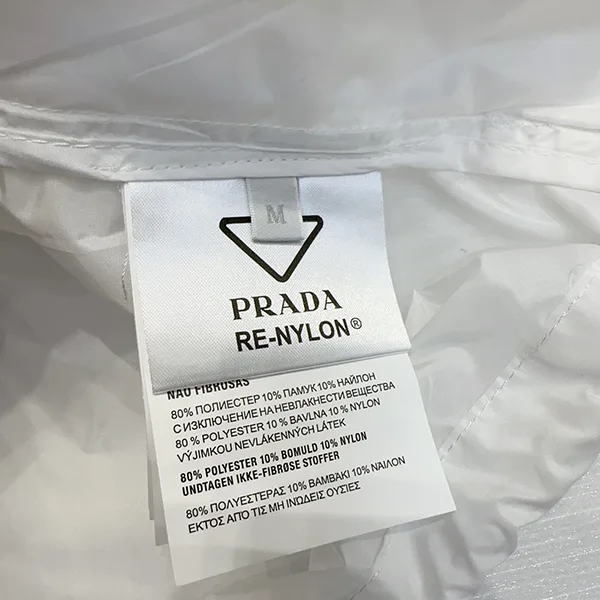 M
PRADA
RE-NYLON®
NÃO FIBROSAS
80% ПОЛИЕСТЕР 10% ПАМУК 10% НАЙЛОН
С ИЗКЛЮЧЕНИЕ НА НЕВЛАКНЕСТИ ВЕЩЕСТВА
80 % POLYESTER 10 % BAVLNA 10 % NYLON
VÝJIMKOU NEVLÁKENNÝCH LÁTEK
80% POLYESTER 10% BOMULD 10% NYLON
UNDTAGEN IKKE-FIBRØSE STOFFER
80% ΠΟΛΥΕΣΤΕΡΑΣ 10% ΒΑΜΒΑΚΙ 10% ΝΑΙΛΟΝ
ΕΚΤΟΣ ΑΠΟ ΤΙΣ ΜΗ ΙΝΩΔΕΙΣ ΟΥΣΙΕΣ